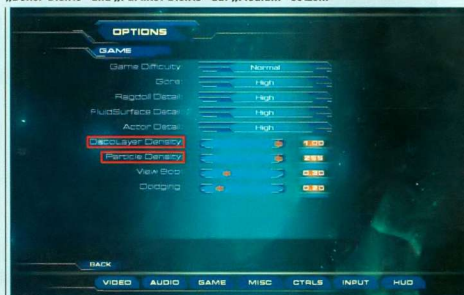 OPTIONS
GAME
Game Difficulty Normal
Gore High
Ragdoll Detail High
FluidSurface Detail High
Actor Detail High
DecoLayer Density 1.00
Particle Density 255
View Bob 0.30
Dodging 0.50
BACK
VIDEO AUDIO GAME MISC CTRLS INPUT HUD